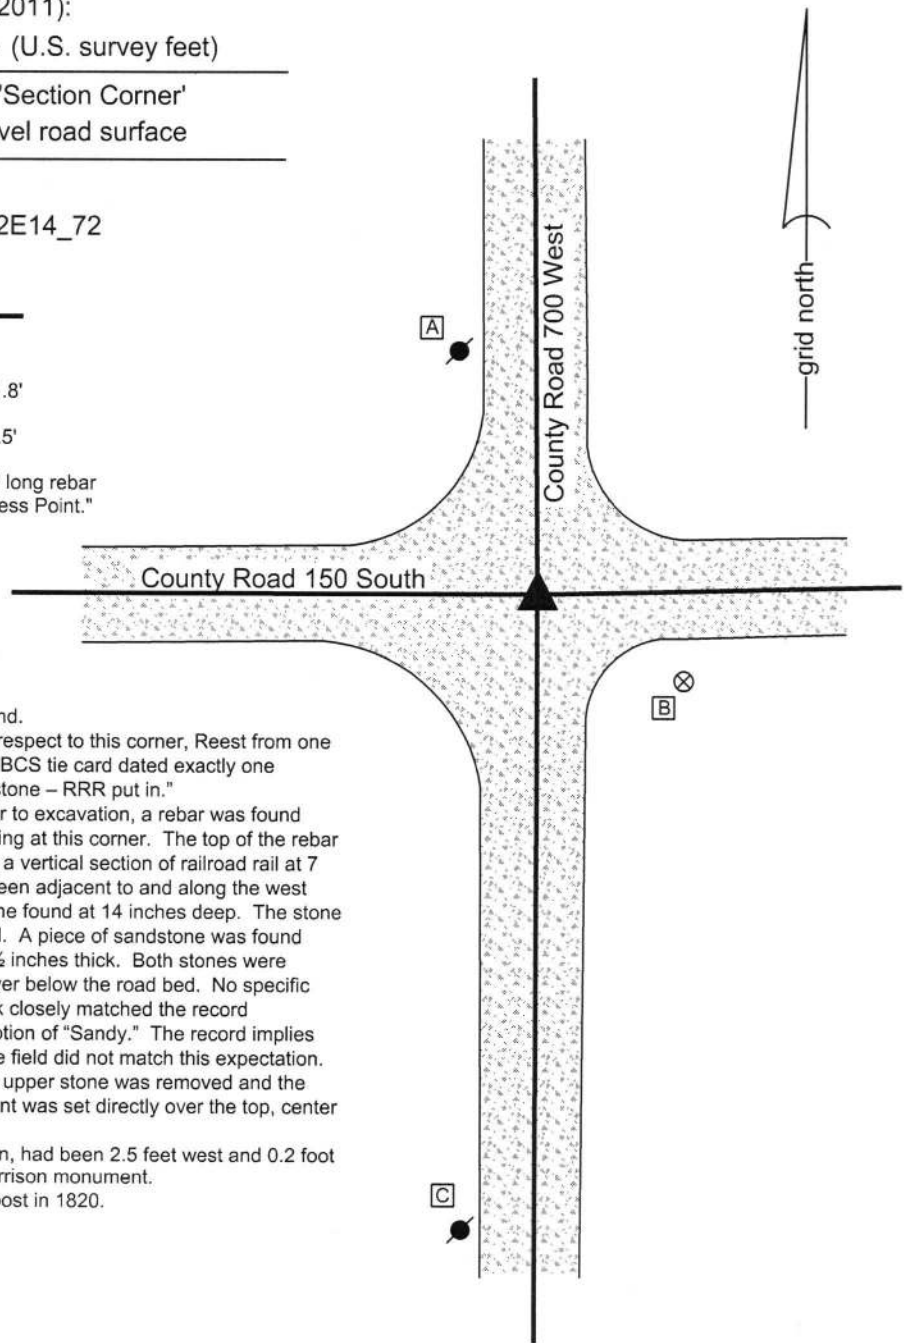 2011):
(U.S. survey feet)
'Section Corner'
vel road surface
2E14_72
.8'
.5'
long rebar
ess Point."
nd.
respect to this corner, Reest from one
BCS tie card dated exactly one
stone – RRR put in."
r to excavation, a rebar was found
ing at this corner. The top of the rebar
a vertical section of railroad rail at 7
een adjacent to and along the west
ne found at 14 inches deep. The stone
l. A piece of sandstone was found
½ inches thick. Both stones were
ver below the road bed. No specific
k closely matched the record
ption of "Sandy." The record implies
e field did not match this expectation.
upper stone was removed and the
nt was set directly over the top, center
n, had been 2.5 feet west and 0.2 foot
rrison monument.
post in 1820.
A
County Road 700 West
grid north
County Road 150 South
B
C